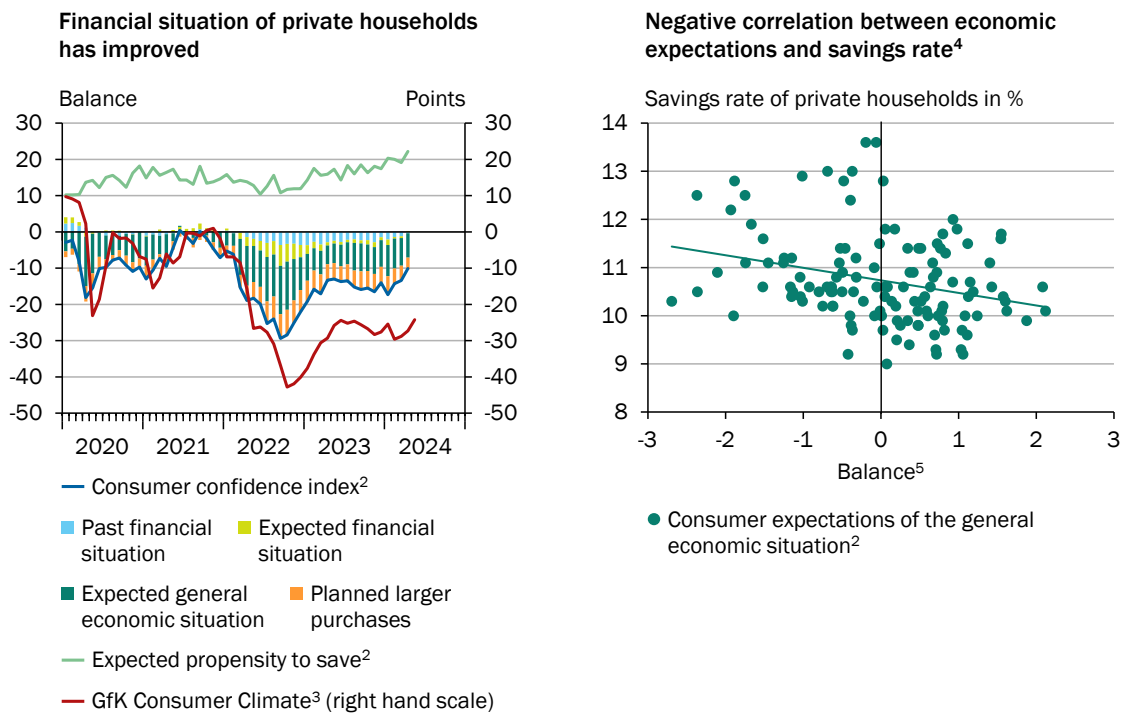 Financial situation of private households
has improved
Balance
Points
30
20
10
0
-10
-20
-30
-40
-50
30
20
10
0
-10
-20
-30
-40
-50
2020
2021
2022
2023
2024
Consumer confidence index²
Past financial
situation
Expected financial
situation
Expected general
economic situation
Planned larger
purchases
Expected propensity to save²
GfK Consumer Climate³ (right hand scale)
Negative correlation between economic
expectations and savings rate⁴
Savings rate of private households in %
14
13
12
11
10
9
8
-3
-2
-1
0
1
2
3
Balance⁵
Consumer expectations of the general
economic situation²